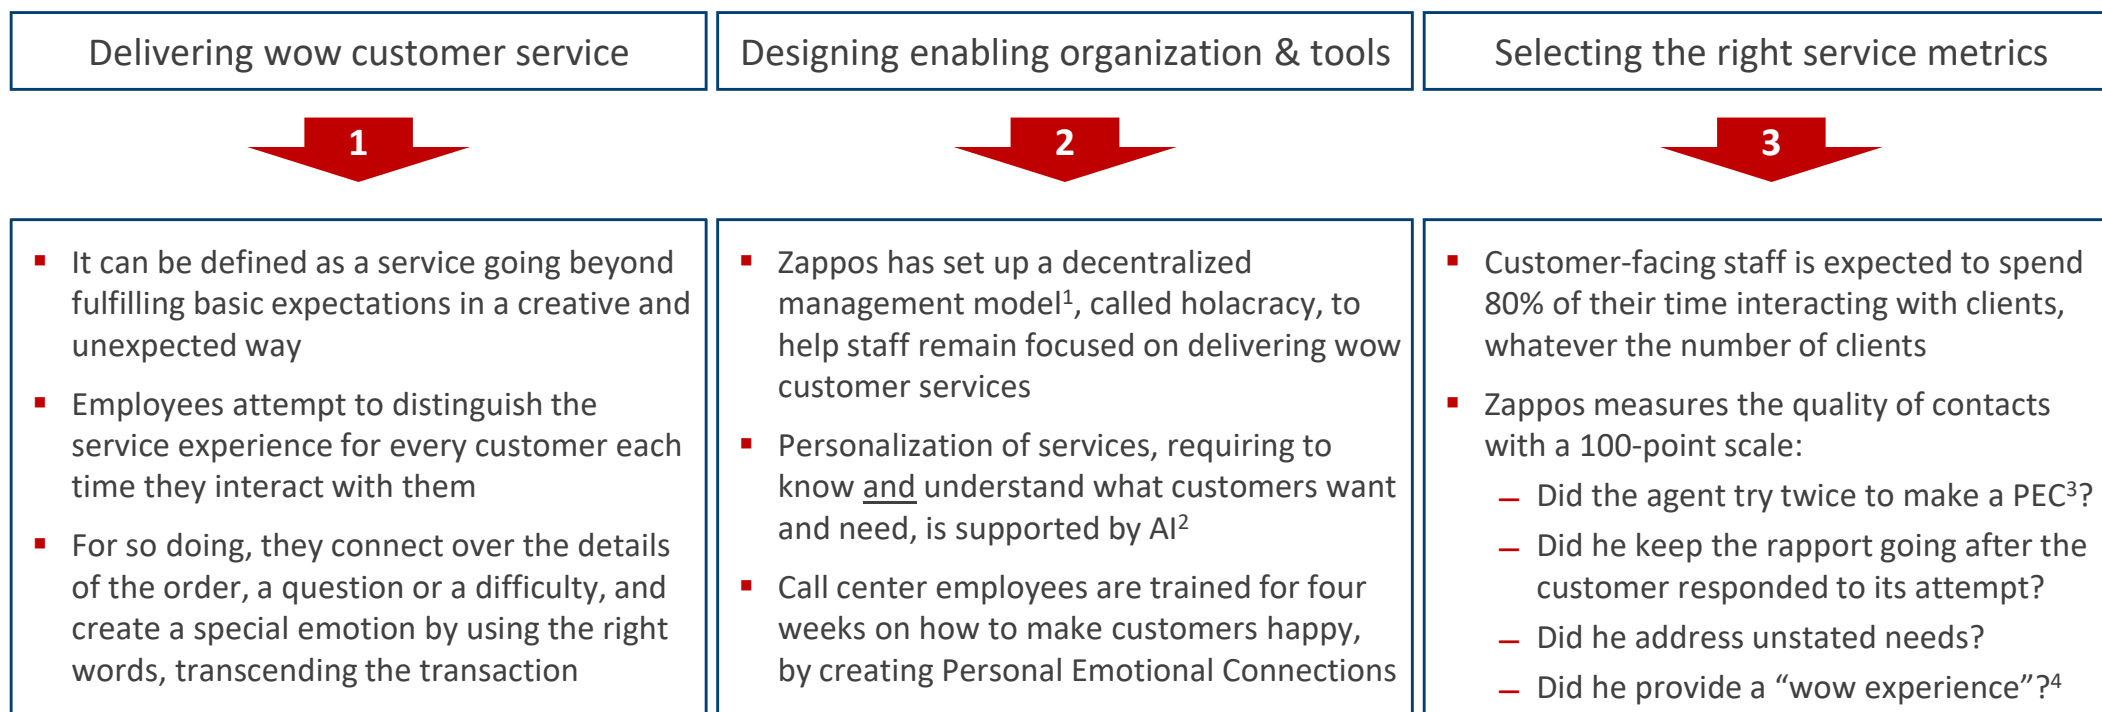 Delivering wow customer service
1
▪ It can be defined as a service going beyond
fulfilling basic expectations in a creative and
unexpected way
▪ Employees attempt to distinguish the
service experience for every customer each
time they interact with them
▪ For so doing, they connect over the details
of the order, a question or a difficulty, and
create a special emotion by using the right
words, transcending the transaction
Designing enabling organization & tools
2
▪ Zappos has set up a decentralized
management model¹, called holacracy, to
help staff remain focused on delivering wow
customer services
▪ Personalization of services, requiring to
know and understand what customers want
and need, is supported by AI²
▪ Call center employees are trained for four
weeks on how to make customers happy,
by creating Personal Emotional Connections
Selecting the right service metrics
3
▪ Customer-facing staff is expected to spend
80% of their time interacting with clients,
whatever the number of clients
▪ Zappos measures the quality of contacts
with a 100-point scale:
– Did the agent try twice to make a PEC³?
– Did he keep the rapport going after the
customer responded to its attempt?
– Did he address unstated needs?
– Did he provide a “wow experience”?⁴